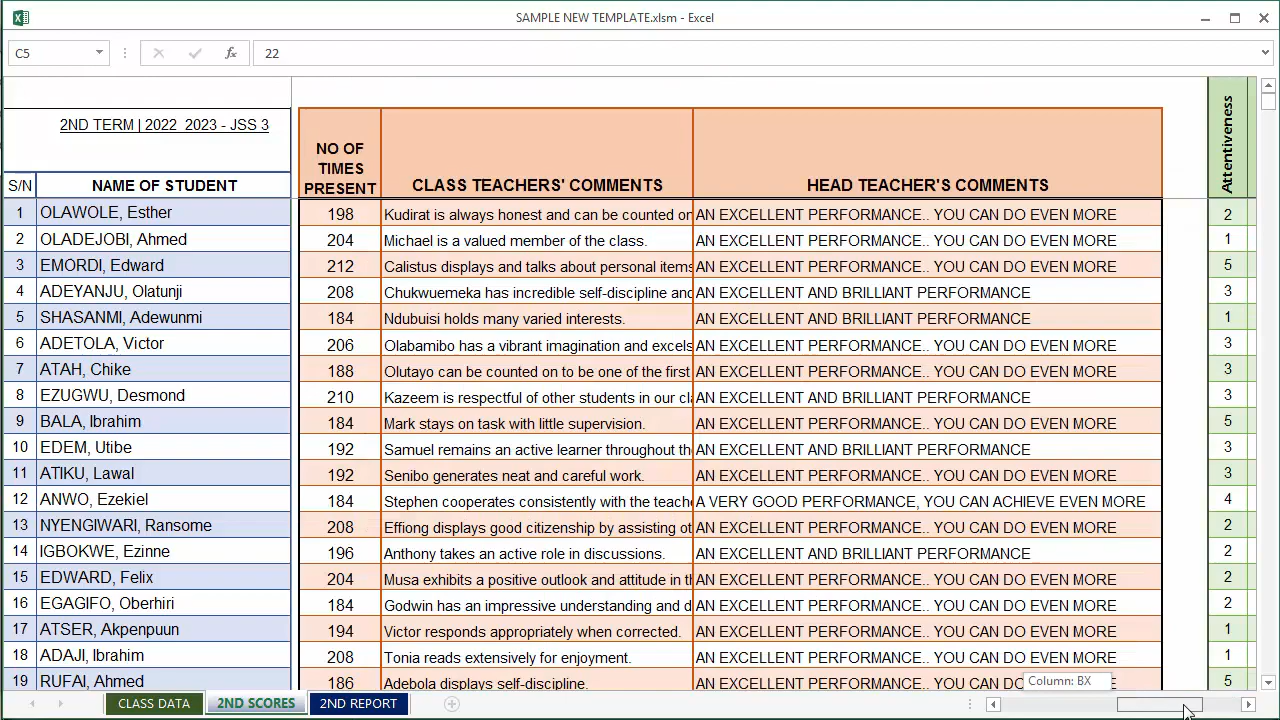 SAMPLE NEW TEMPLATE.xlsm - Excel
C5 fx 22
2ND TERM | 2022_2023 - JSS 3
S/N NAME OF STUDENT NO OF TIMES PRESENT CLASS TEACHERS' COMMENTS HEAD TEACHER'S COMMENTS Attentiveness
1 OLAWOLE, Esther 198 Kudirat is always honest and can be counted on AN EXCELLENT PERFORMANCE.. YOU CAN DO EVEN MORE 2
2 OLADEJOBI, Ahmed 204 Michael is a valued member of the class. AN EXCELLENT PERFORMANCE.. YOU CAN DO EVEN MORE 1
3 EMORDI, Edward 212 Calistus displays and talks about personal items AN EXCELLENT PERFORMANCE.. YOU CAN DO EVEN MORE 5
4 ADEYANJU, Olatunji 208 Chukwuemeka has incredible self-discipline and AN EXCELLENT AND BRILLIANT PERFORMANCE 3
5 SHASANMI, Adewunmi 184 Ndubuisi holds many varied interests. AN EXCELLENT AND BRILLIANT PERFORMANCE 1
6 ADETOLA, Victor 206 Olabamibo has a vibrant imagination and excels AN EXCELLENT PERFORMANCE.. YOU CAN DO EVEN MORE 3
7 ATAH, Chike 188 Olutayo can be counted on to be one of the first AN EXCELLENT PERFORMANCE.. YOU CAN DO EVEN MORE 3
8 EZUGWU, Desmond 210 Kazeem is respectful of other students in our cl AN EXCELLENT PERFORMANCE.. YOU CAN DO EVEN MORE 3
9 BALA, Ibrahim 184 Mark stays on task with little supervision. AN EXCELLENT PERFORMANCE.. YOU CAN DO EVEN MORE 5
10 EDEM, Utibe 192 Samuel remains an active learner throughout th AN EXCELLENT AND BRILLIANT PERFORMANCE 3
11 ATIKU, Lawal 192 Senibo generates neat and careful work. AN EXCELLENT PERFORMANCE.. YOU CAN DO EVEN MORE 3
12 ANWO, Ezekiel 184 Stephen cooperates consistently with the teach A VERY GOOD PERFORMANCE, YOU CAN ACHIEVE EVEN MORE 4
13 NYENGIWARI, Ransome 208 Effiong displays good citizenship by assisting ot AN EXCELLENT PERFORMANCE.. YOU CAN DO EVEN MORE 2
14 IGBOKWE, Ezinne 196 Anthony takes an active role in discussions. AN EXCELLENT AND BRILLIANT PERFORMANCE 2
15 EDWARD, Felix 204 Musa exhibits a positive outlook and attitude in t AN EXCELLENT PERFORMANCE.. YOU CAN DO EVEN MORE 2
16 EGAGIFO, Oberhiri 184 Godwin has an impressive understanding and d AN EXCELLENT PERFORMANCE.. YOU CAN DO EVEN MORE 2
17 ATSER, Akpenpuun 194 Victor responds appropriately when corrected. AN EXCELLENT PERFORMANCE.. YOU CAN DO EVEN MORE 1
18 ADAJI, Ibrahim 208 Tonia reads extensively for enjoyment. AN EXCELLENT PERFORMANCE.. YOU CAN DO EVEN MORE 1
19 RUFAI, Ahmed 186 Adebola displays self-discipline. AN EXCELLENT PERFORMANCE.. YOU CAN DO EVEN MORE 5
Column: BX
CLASS DATA 2ND SCORES 2ND REPORT